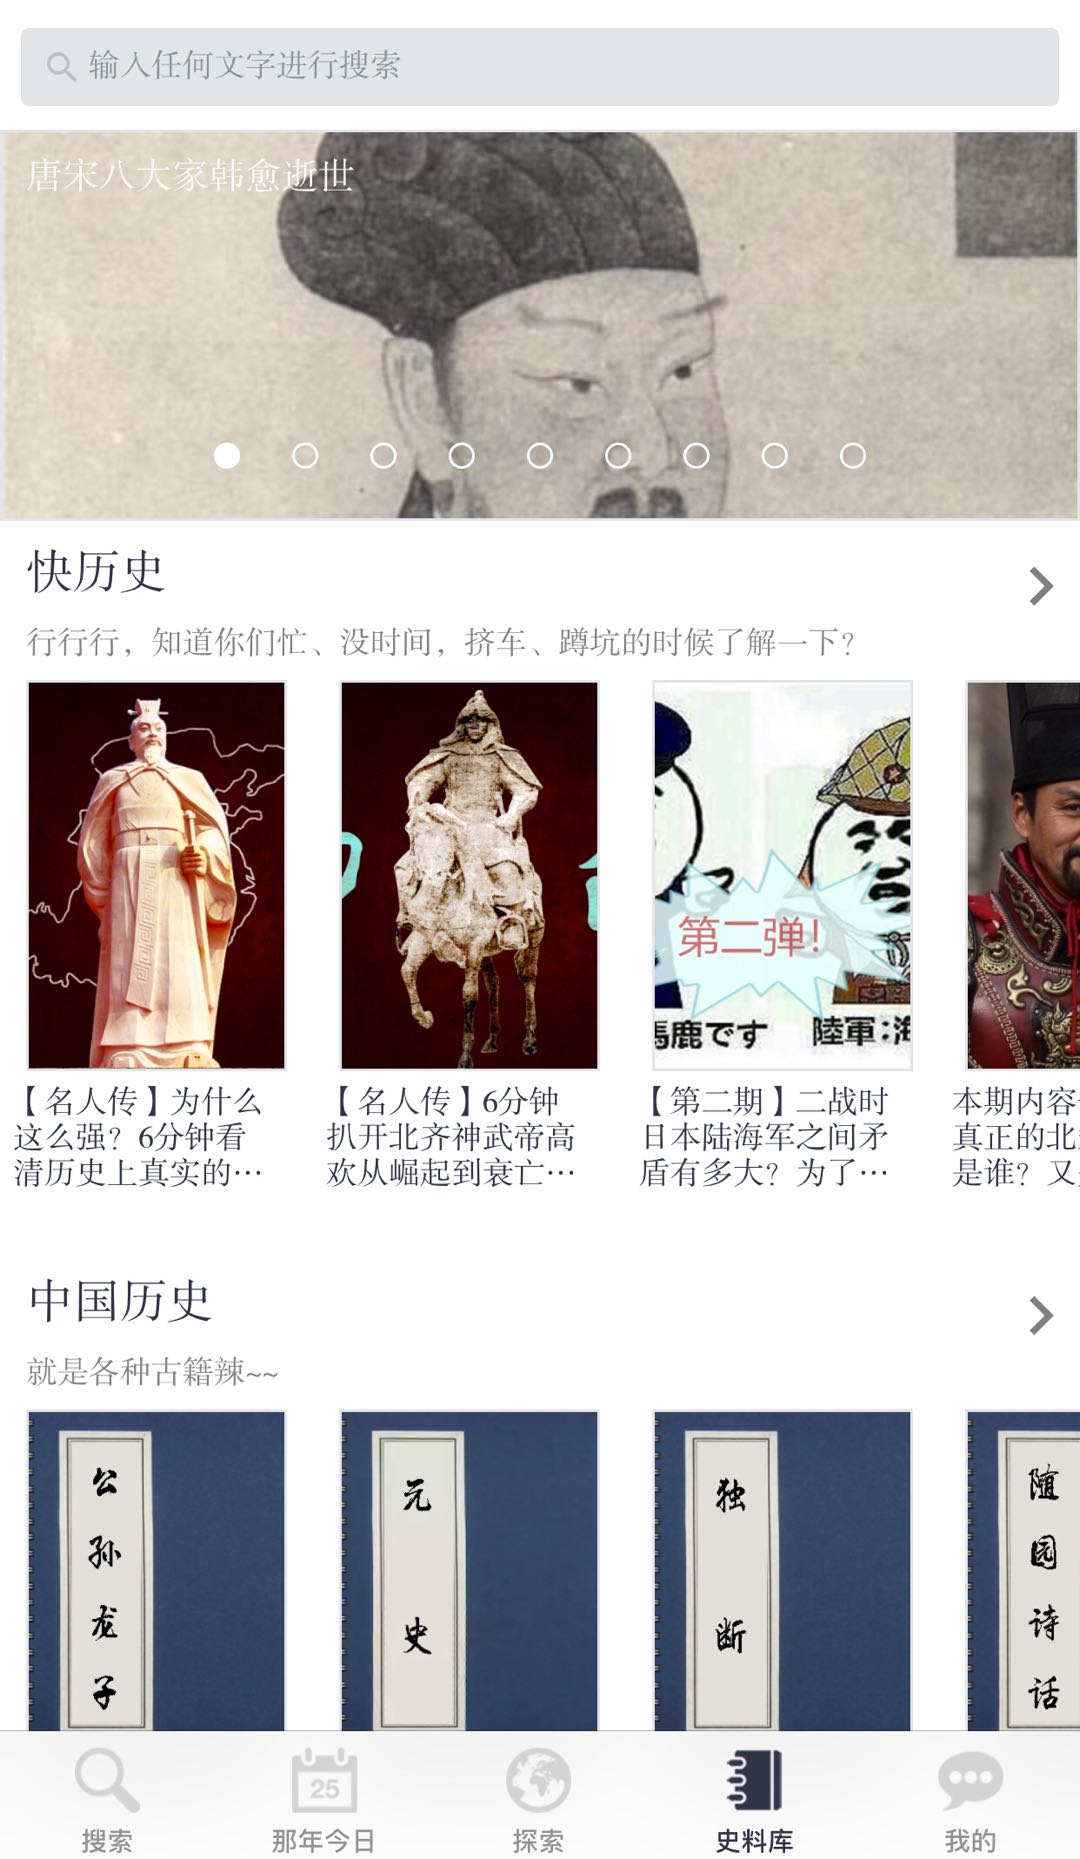 输入任何文字进行搜索
唐宋八大家韩愈逝世
快历史
行行行，知道你们忙、没时间，挤车、蹲坑的时候了解一下？
第二弹!
馬鹿です
陸軍:海
【名人传】为什么
这么强？6分钟看
清历史上真实的…
【名人传】6分钟
扒开北齐神武帝高
欢从崛起到衰亡…
【第二期】二战时
日本陆海军之间矛
盾有多大？为了…
本期内容
真正的北
是谁？又
中国历史
就是各种古籍辣~~
公孙龙子
元史
独断
随园诗话
搜索
25
那年今日
探索
史料库
我的